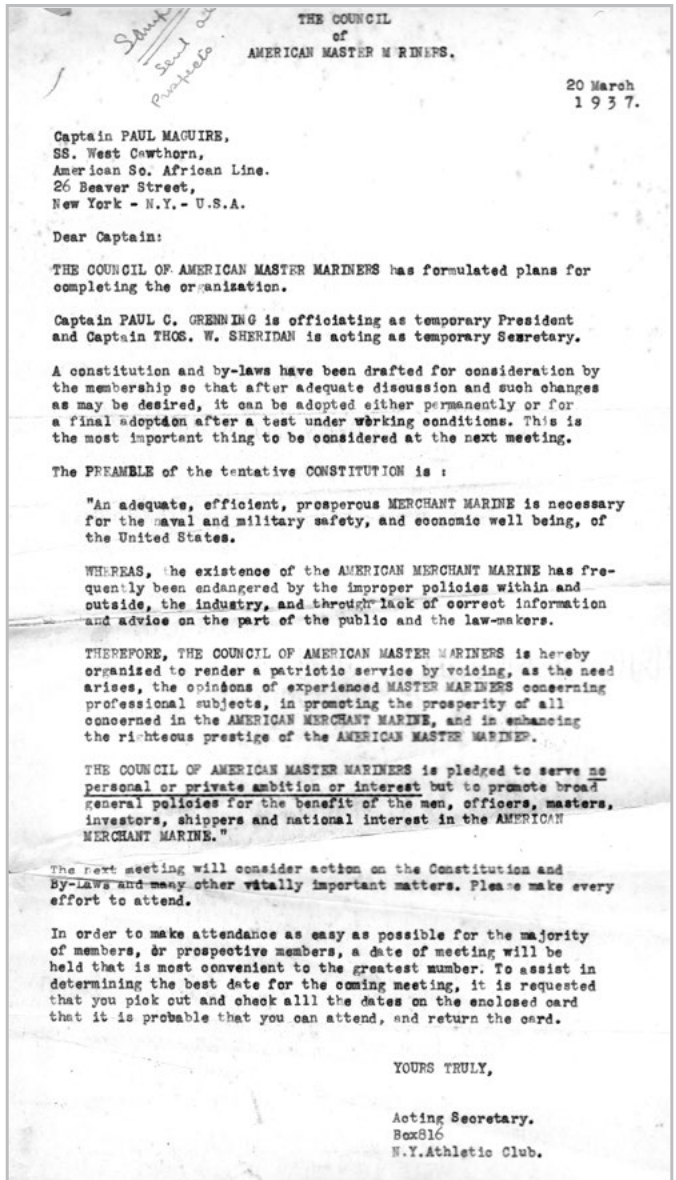 Sent
Prospects.
THE COUNCIL
of
AMERICAN MASTER M RINERS.
20 March
1 9 3 7.
Captain PAUL MAGUIRE,
SS. West Cawthorn,
American So. African Line.
26 Beaver Street,
New York - N.Y.- U.S.A.
Dear Captain:
THE COUNCIL OF AMERICAN MASTER MARINERS has formulated plans for
completing the organization.
Captain PAUL C. GRENNING is officiating as temporary President
and Captain THOS. W. SHERIDAN is acting as temporary Secretary.
A constitution and by-laws have been drafted for consideration by
the membership so that after adequate discussion and such changes
as may be desired, it can be adopted either permanently or for
a final adoption after a test under working conditions. This is
the most important thing to be considered at the next meeting.
The PREAMBLE of the tentative CONSTITUTION is :
"An adequate, efficient, prosperous MERCHANT MARINE is necessary
for the naval and military safety, and economic well being, of
the United States.
WHEREAS, the existence of the AMERICAN MERCHANT MARINE has fre-
quently been endangered by the improper policies within and
outside, the industry, and through lack of correct information
and advice on the part of the public and the law-makers.
THEREFORE, THE COUNCIL OF AMERICAN MASTER MARINERS is hereby
organized to render a patriotic service by voicing, as the need
arises, the opinions of experienced MASTER MARINERS concerning
professional subjects, in promoting the prosperity of all
concerned in the AMERICAN MERCHANT MARINE, and in enhancing
the righteous prestige of the AMERICAN MASTER MARINER.
THE COUNCIL OF AMERICAN MASTER MARINERS is pledged to serve no
personal or private ambition or interest but to promote broad
general policies for the benefit of the men, officers, masters,
investors, shippers and national interest in the AMERICAN
MERCHANT MARINE."
The next meeting will consider action on the Constitution and
By-Laws and many other vitally important matters. Please make every
effort to attend.
In order to make attendance as easy as possible for the majority
of members, or prospective members, a date of meeting will be
held that is most convenient to the greatest number. To assist in
determining the best date for the coming meeting, it is requested
that you pick out and check alll the dates on the enclosed card
that it is probable that you can attend, and return the card.
YOURS TRULY,
Acting Secretary.
Box816
N.Y.Athletic Club.